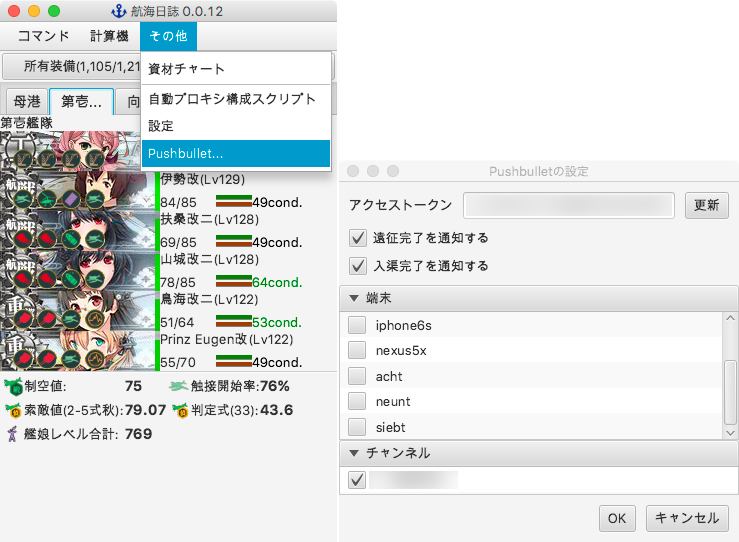 航海日誌 0.0.12
コマンド 計算機 その他
所有装備(1,105/1,21
資材チャート
自動プロキシ構成スクリプト
設定
Pushbullet...
母港 第壱... 向
第壱艦隊
伊勢改(Lv129)
84/85 49cond.
扶桑改二(Lv128)
69/85 49cond.
山城改二(Lv128)
78/85 64cond.
鳥海改二(Lv122)
51/64 53cond.
Prinz Eugen改(Lv122)
55/70 49cond.
制空値: 75 触接開始率:76%
索敵値(2-5式秋):79.07 判定式(33):43.6
艦娘レベル合計: 769
Pushbulletの設定
アクセストークン 更新
遠征完了を通知する
入渠完了を通知する
端末
iphone6s
nexus5x
acht
neunt
siebt
チャンネル
OK キャンセル